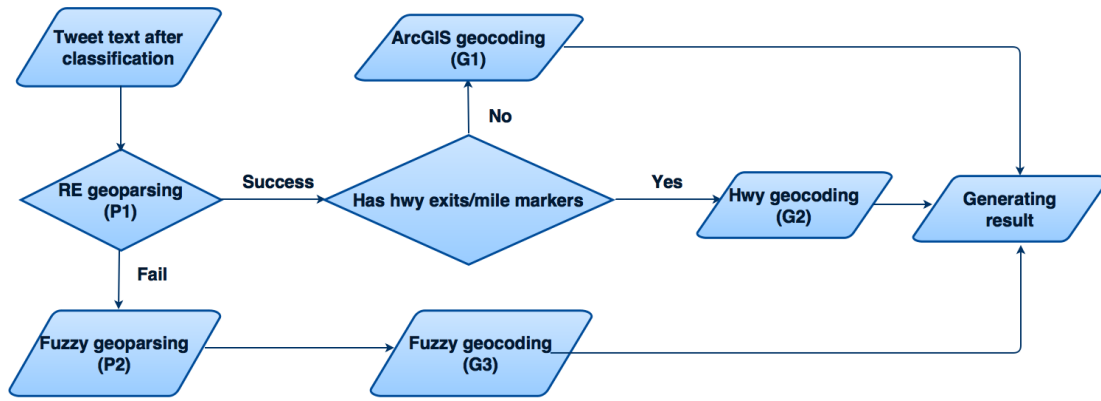 Tweet text after
classification
ArcGIS geocoding
(G1)
No
RE geoparsing
(P1)
Success
Has hwy exits/mile markers
Yes
Hwy geocoding
(G2)
Generating
result
Fail
Fuzzy geoparsing
(P2)
Fuzzy geocoding
(G3)